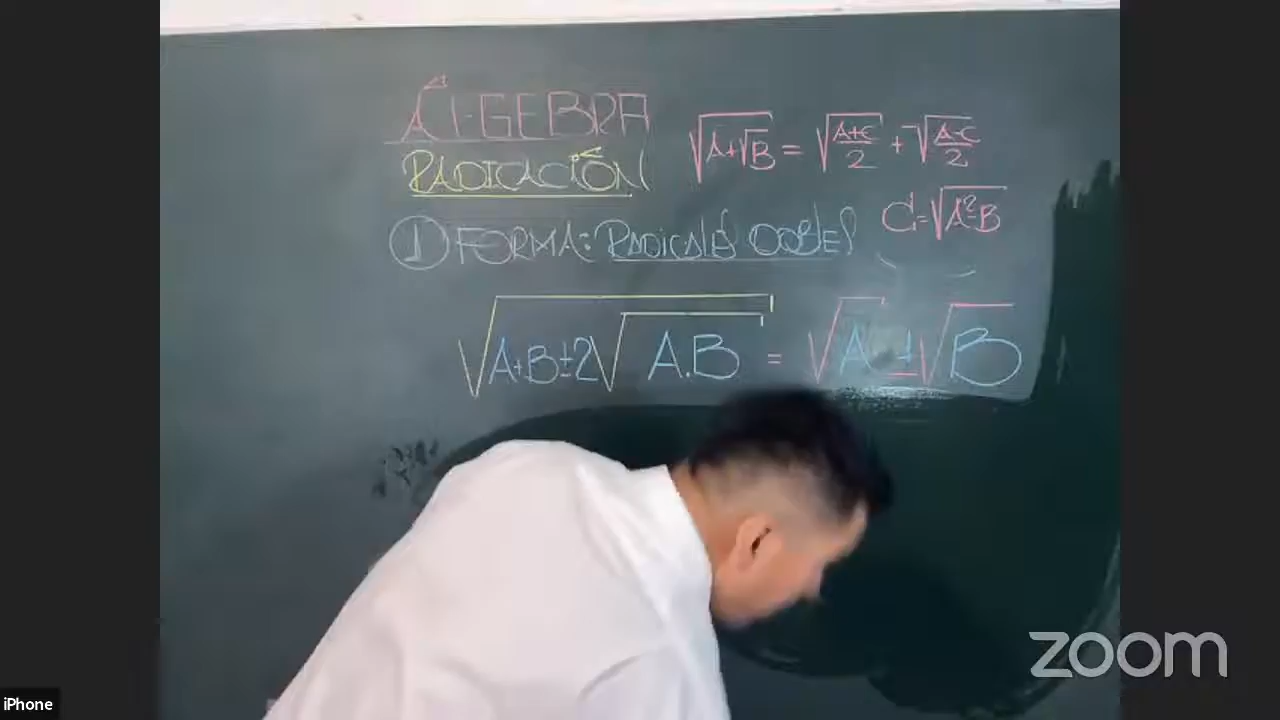 ÁLGEBRA
RADICACIÓN
√(A+√B) = √((A+C)/2) + √((A-C)/2)
C=√(A²-B)
① FORMA: RADICALES DOBLES
√(A+B±2√(A.B)) = √A ± √B
zoom
iPhone